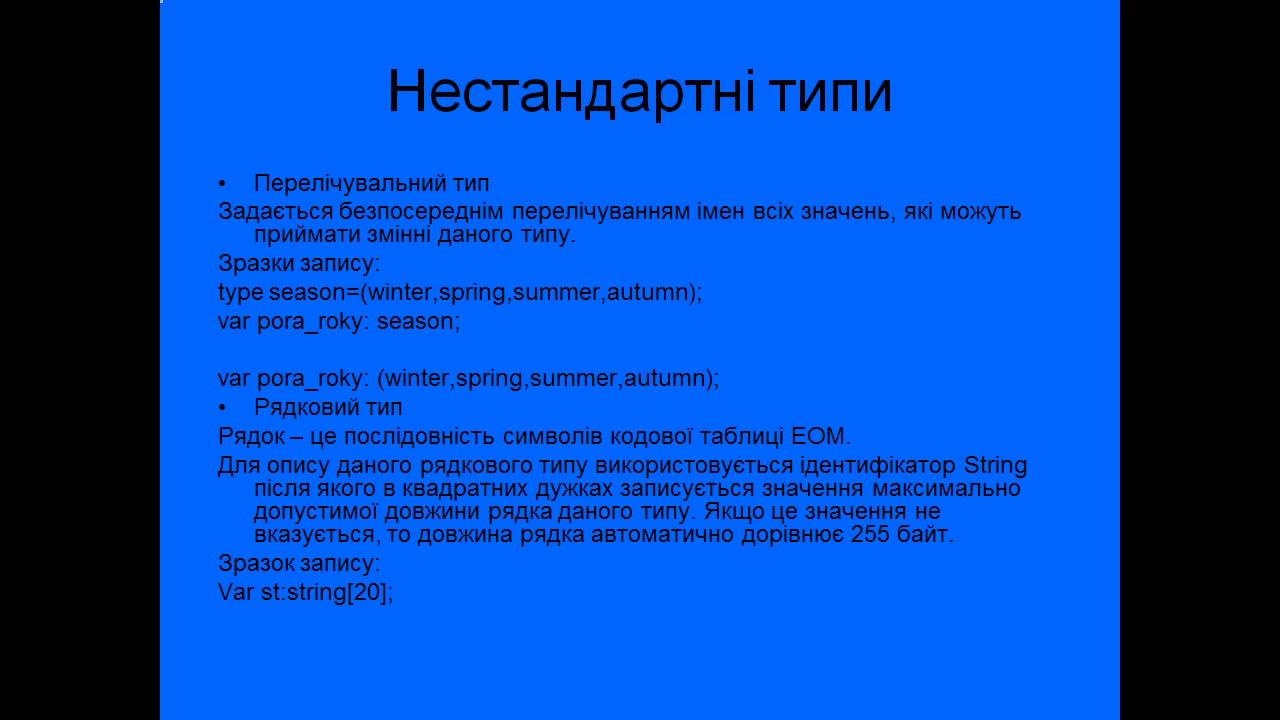 Нестандартні типи
• Перелічувальний тип
Задається безпосереднім перелічуванням імен всіх значень, які можуть
приймати змінні даного типу.
Зразки запису:
type season=(winter,spring,summer,autumn);
var pora_roky: season;
var pora_roky: (winter,spring,summer,autumn);
• Рядковий тип
Рядок – це послідовність символів кодової таблиці ЕОМ.
Для опису даного рядкового типу використовується ідентифікатор String
після якого в квадратних дужках записується значення максимально
допустимої довжини рядка даного типу. Якщо це значення не
вказується, то довжина рядка автоматично дорівнює 255 байт.
Зразок запису:
Var st:string[20];